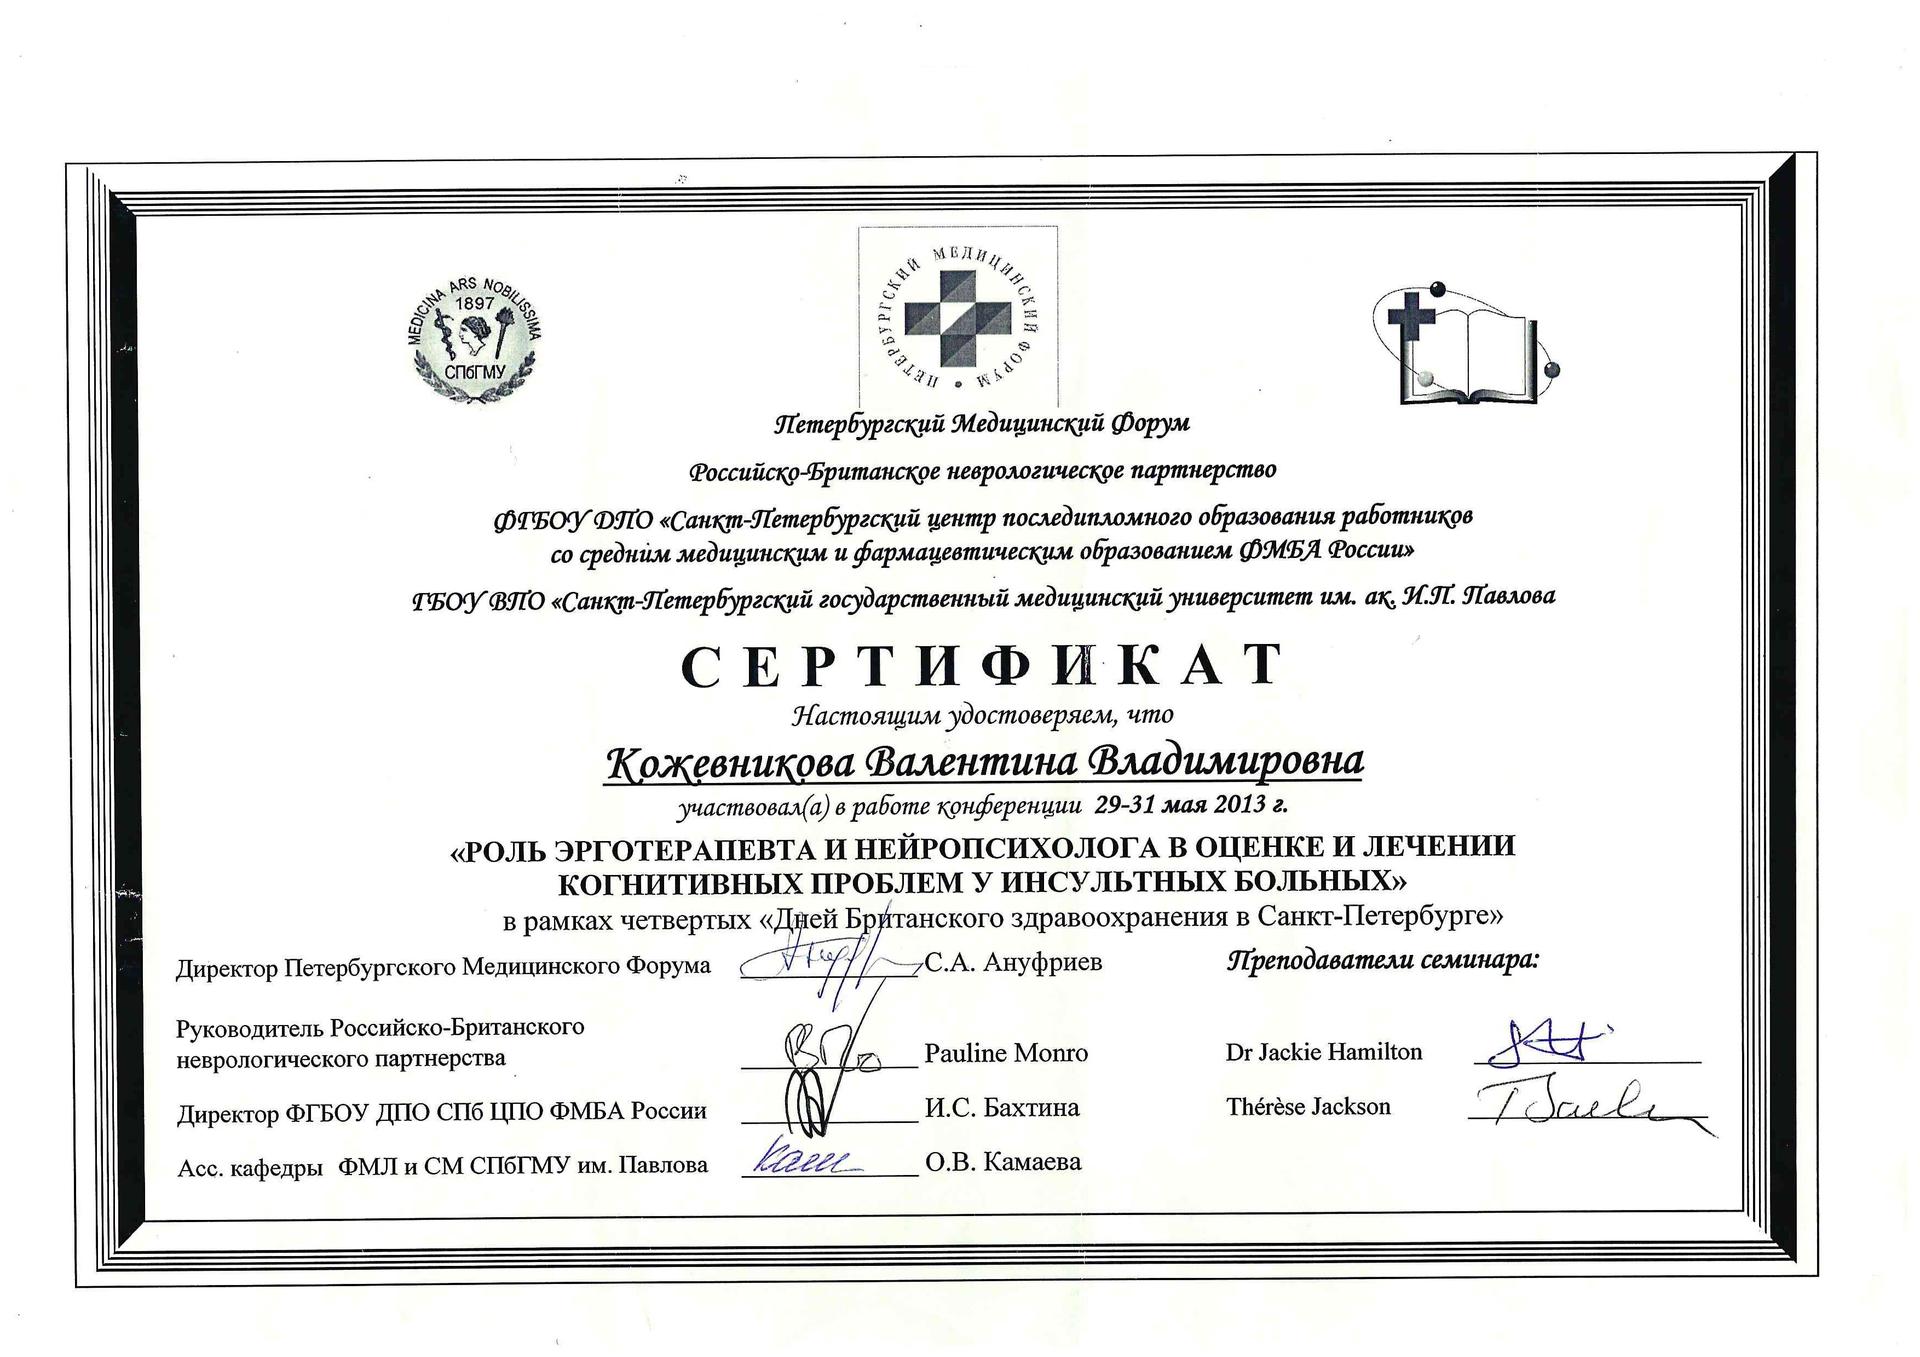 MEDICINA ARS NOBILISSIMA
1897
СПбГМУ
ПЕТЕРБУРГСКИЙ МЕДИЦИНСКИЙ ФОРУМ •
Петербургский Медицинский Форум
Российско-Британское неврологическое партнерство
ФГБОУ ДПО «Санкт-Петербургский центр последипломного образования работников
со средним медицинским и фармацевтическим образованием ФМБА России»
ГБОУ ВПО «Санкт-Петербургский государственный медицинский университет им. ак. И.П. Павлова
СЕРТИФИКАТ
Настоящим удостоверяем, что
Кожевникова Валентина Владимировна
участвовал(а) в работе конференции 29-31 мая 2013 г.
«РОЛЬ ЭРГОТЕРАПЕВТА И НЕЙРОПСИХОЛОГА В ОЦЕНКЕ И ЛЕЧЕНИИ
КОГНИТИВНЫХ ПРОБЛЕМ У ИНСУЛЬТНЫХ БОЛЬНЫХ»
в рамках четвертых «Дней Британского здравоохранения в Санкт-Петербурге»
Директор Петербургского Медицинского Форума С.А. Ануфриев
Преподаватели семинара:
Руководитель Российско-Британского
неврологического партнерства Pauline Monro
Dr Jackie Hamilton
Директор ФГБОУ ДПО СПб ЦПО ФМБА России И.С. Бахтина
Thérèse Jackson
Асс. кафедры ФМЛ и СМ СПбГМУ им. Павлова О.В. Камаева